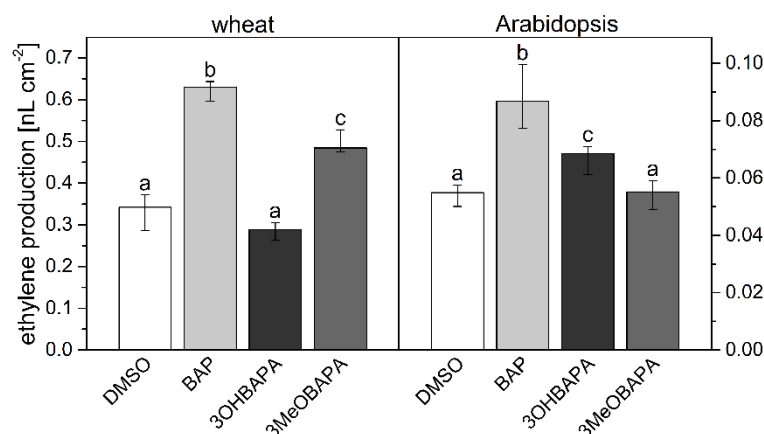 wheat
Arabidopsis
ethylene production [nL cm-2]
0.7
0.6
0.5
0.4
0.3
0.2
0.1
0.0
a
b
a
c
a
b
c
a
0.10
0.08
0.06
0.04
0.02
0.00
DMSO
BAP
3OHBAPA
3MeOBAPA
DMSO
BAP
3OHBAPA
3MeOBAPA